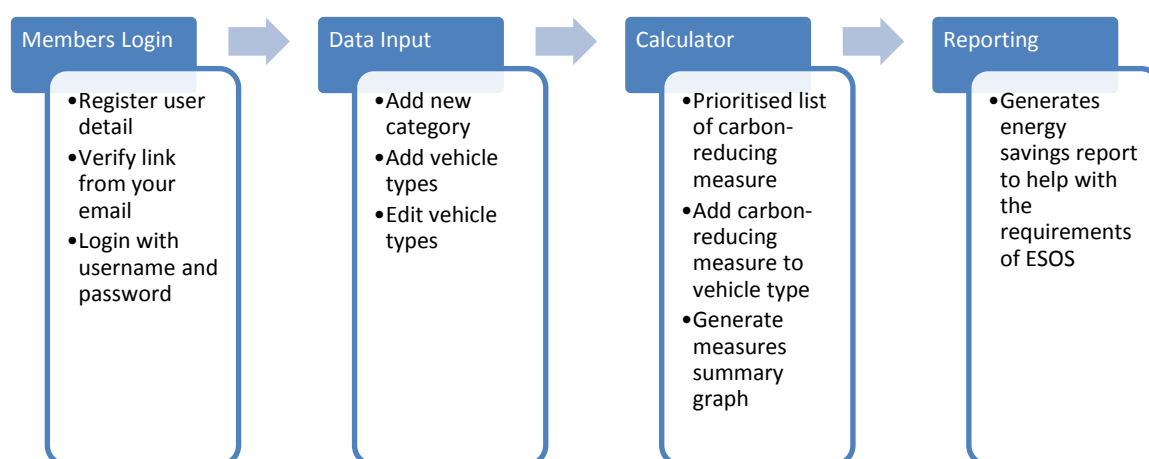 Members Login
•Register user
detail
•Verify link
from your
email
•Login with
username and
password
Data Input
•Add new
category
•Add vehicle
types
•Edit vehicle
types
Calculator
•Prioritised list
of carbon-
reducing
measure
•Add carbon-
reducing
measure to
vehicle type
•Generate
measures
summary
graph
Reporting
•Generates
energy
savings report
to help with
the
requirements
of ESOS